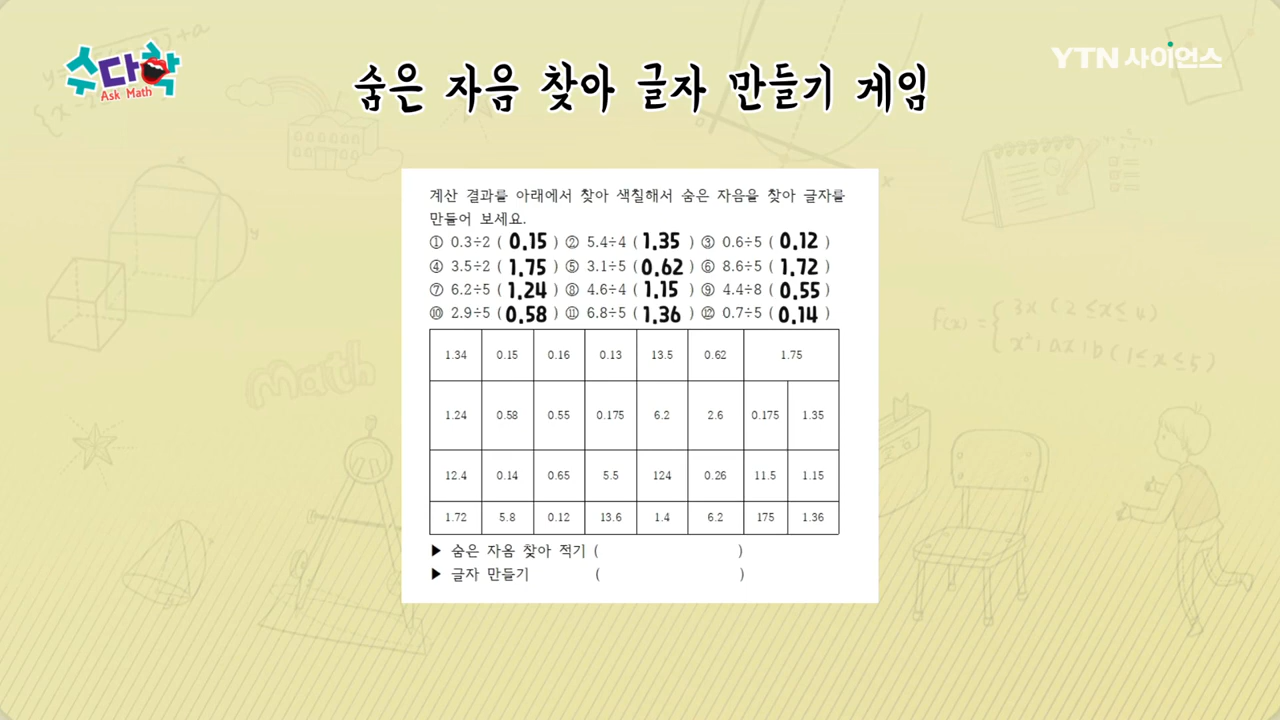 수다학
Ask Math
YTN 사이언스
숨은 자음 찾아 글자 만들기 게임
계산 결과를 아래에서 찾아 색칠해서 숨은 자음을 찾아 글자를
만들어 보세요.
① 0.3÷2 ( 0.15 ) ② 5.4÷4 ( 1.35 ) ③ 0.6÷5 ( 0.12 )
④ 3.5÷2 ( 1.75 ) ⑤ 3.1÷5 ( 0.62 ) ⑥ 8.6÷5 ( 1.72 )
⑦ 6.2÷5 ( 1.24 ) ⑧ 4.6÷4 ( 1.15 ) ⑨ 4.4÷8 ( 0.55 )
⑩ 2.9÷5 ( 0.58 ) ⑪ 6.8÷5 ( 1.36 ) ⑫ 0.7÷5 ( 0.14 )
1.34 0.15 0.16 0.13 13.5 0.62 1.75
1.24 0.58 0.55 0.175 6.2 2.6 0.175 1.35
12.4 0.14 0.65 5.5 124 0.26 11.5 1.15
1.72 5.8 0.12 13.6 1.4 6.2 175 1.36
▶ 숨은 자음 찾아 적기 ( )
▶ 글자 만들기 ( )
math